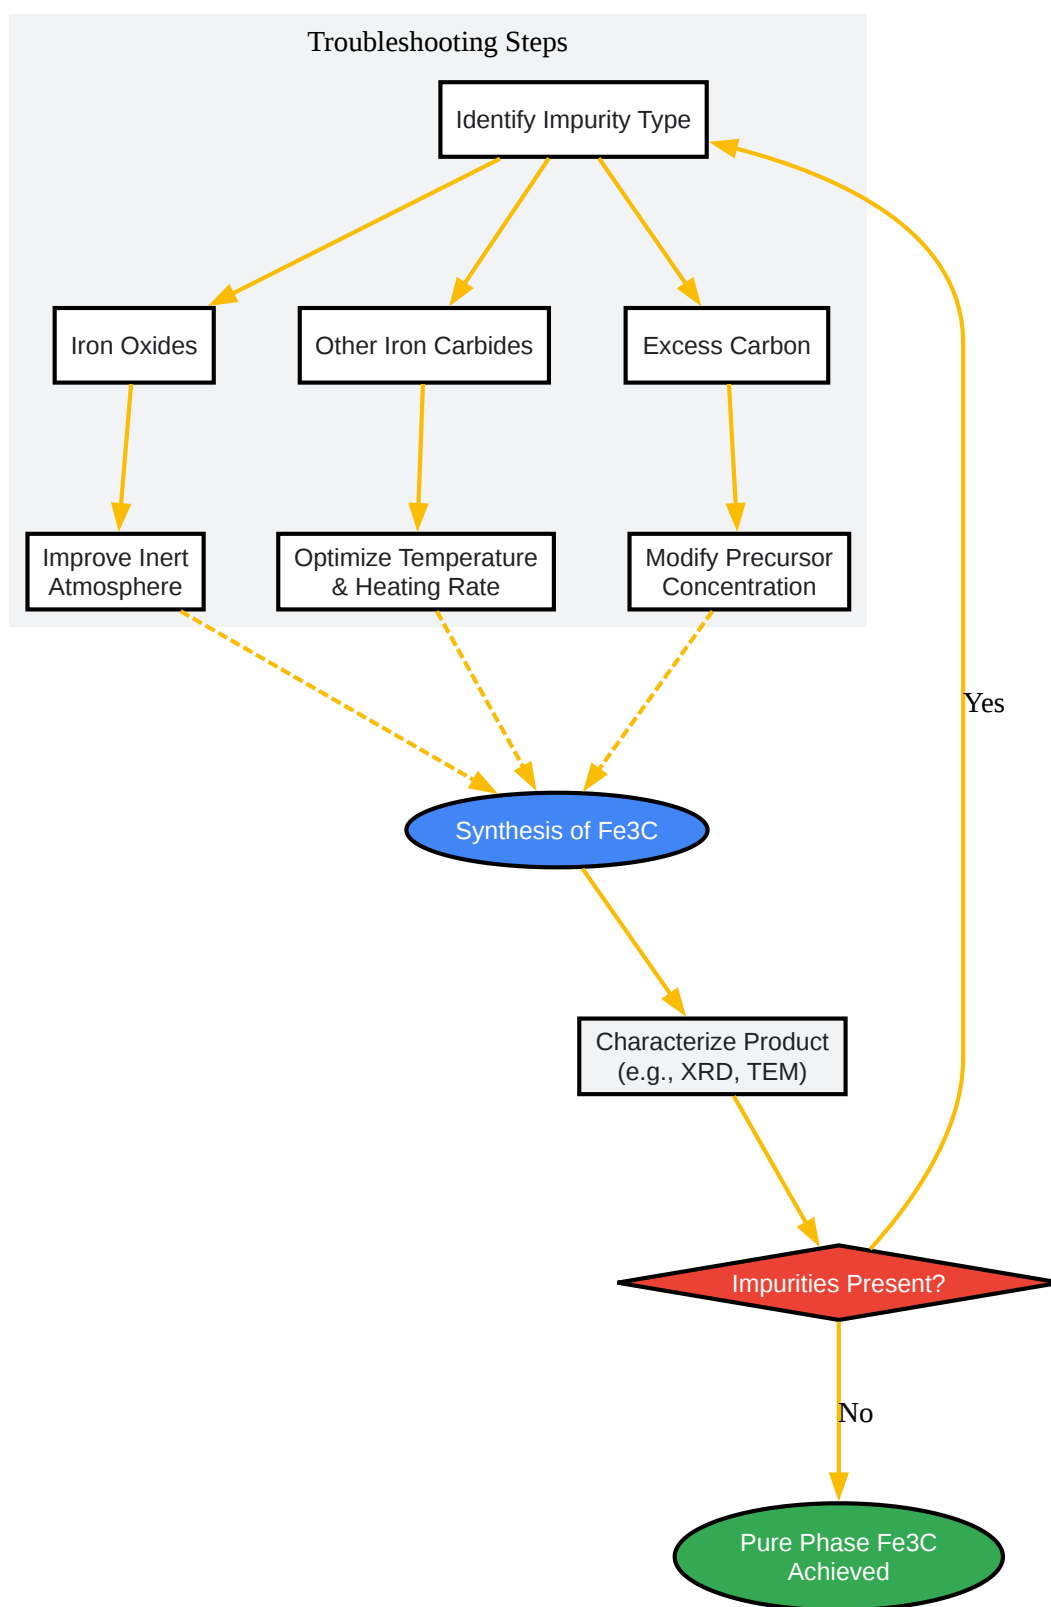 Troubleshooting Steps
Identify Impurity Type
Iron Oxides
Other Iron Carbides
Excess Carbon
Improve Inert
Atmosphere
Optimize Temperature
& Heating Rate
Modify Precursor
Concentration
Yes
Synthesis of Fe3C
Characterize Product
(e.g., XRD, TEM)
Impurities Present?
No
Pure Phase Fe3C
Achieved